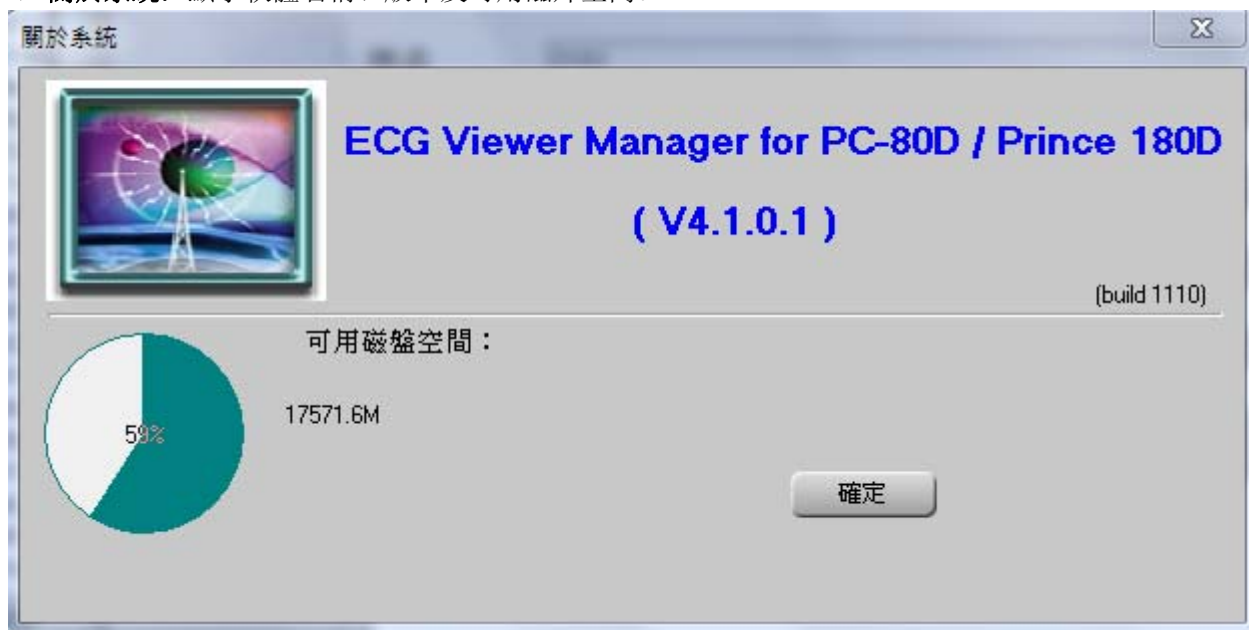 關於系統
ECG Viewer Manager for PC-80D / Prince 180D
( V4.1.0.1 )
(build 1110)
可用磁盤空間：
17571.6M
59%
確定